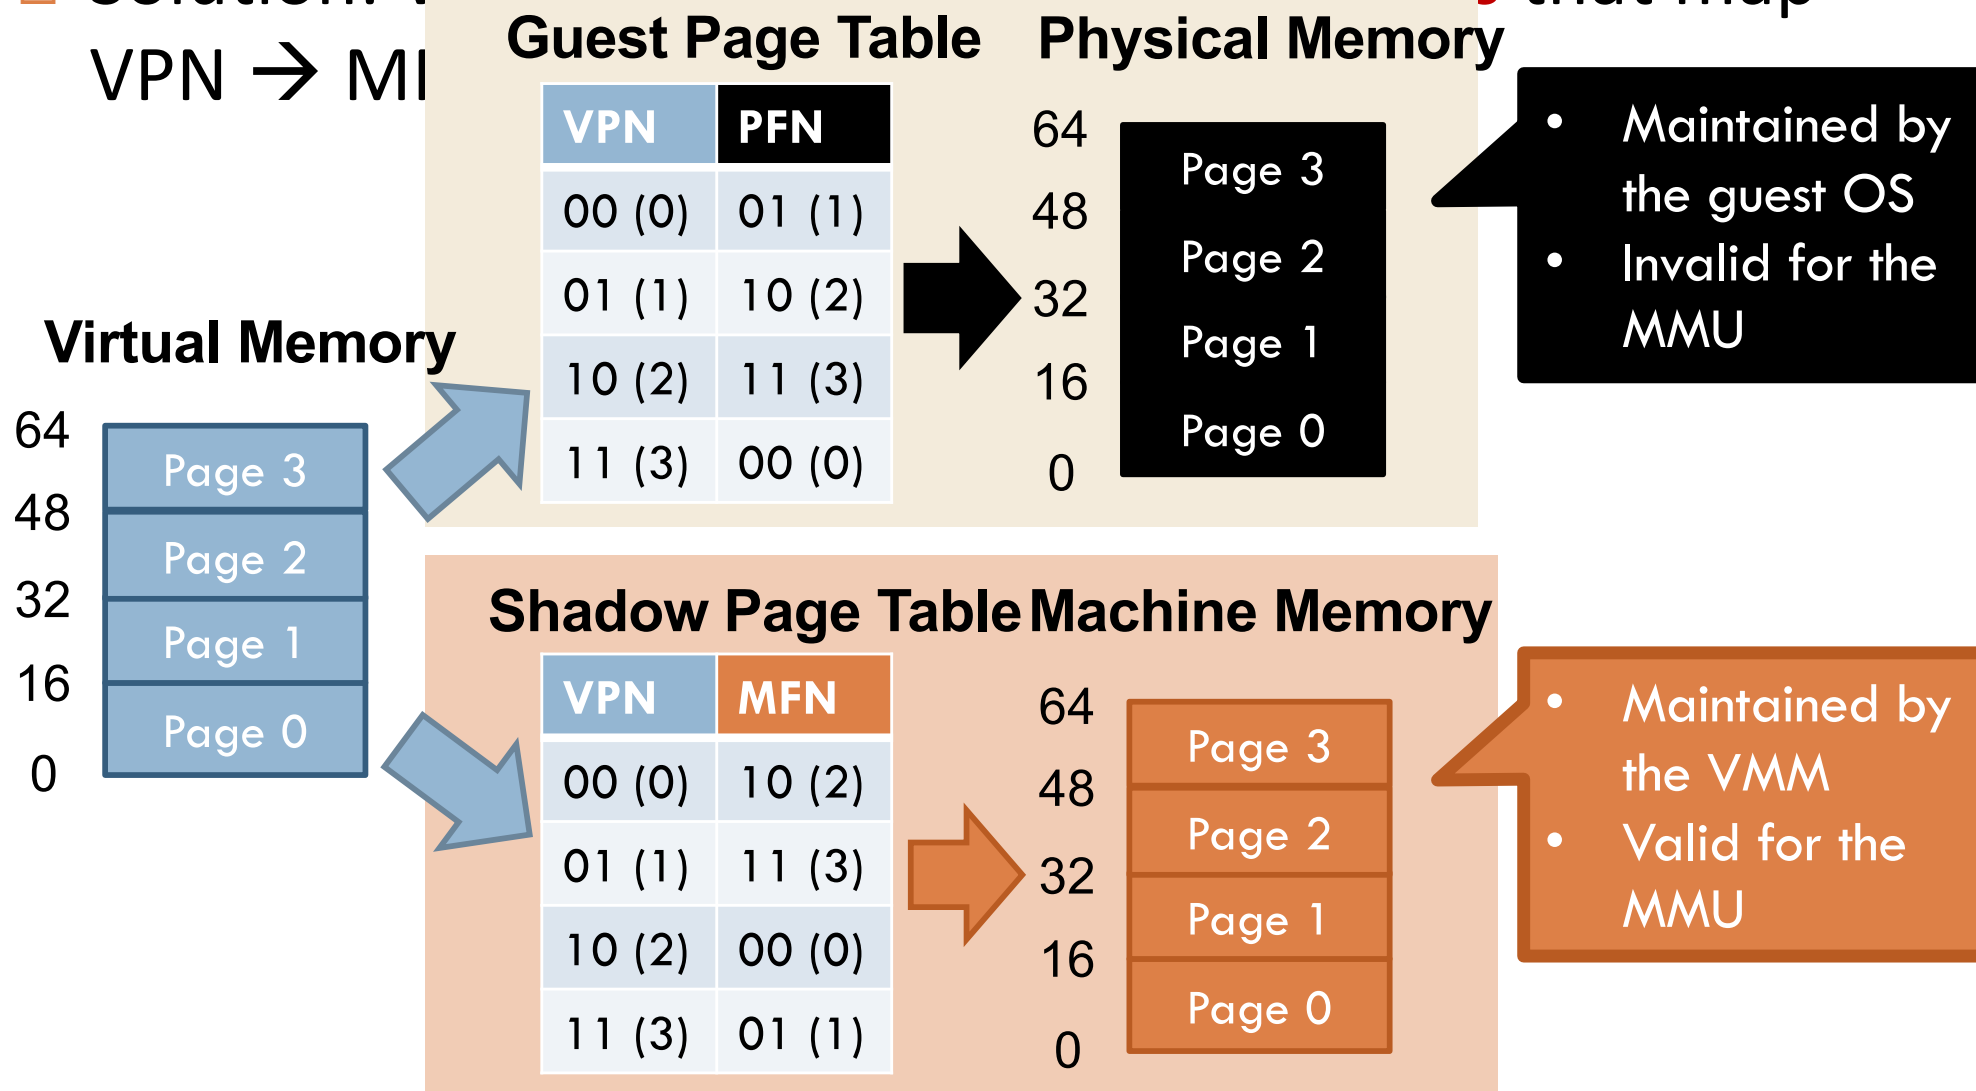 that map
VPN → M
Guest Page Table
VPN PFN
00 (0) 01 (1)
01 (1) 10 (2)
10 (2) 11 (3)
11 (3) 00 (0)
Physical Memory
64
Page 3
48
Page 2
32
Page 1
16
Page 0
0
• Maintained by
the guest OS
• Invalid for the
MMU
Virtual Memory
64
Page 3
48
Page 2
32
Page 1
16
Page 0
0
Shadow Page Table
VPN MFN
00 (0) 10 (2)
01 (1) 11 (3)
10 (2) 00 (0)
11 (3) 01 (1)
Machine Memory
64
Page 3
48
Page 2
32
Page 1
16
Page 0
0
• Maintained by
the VMM
• Valid for the
MMU